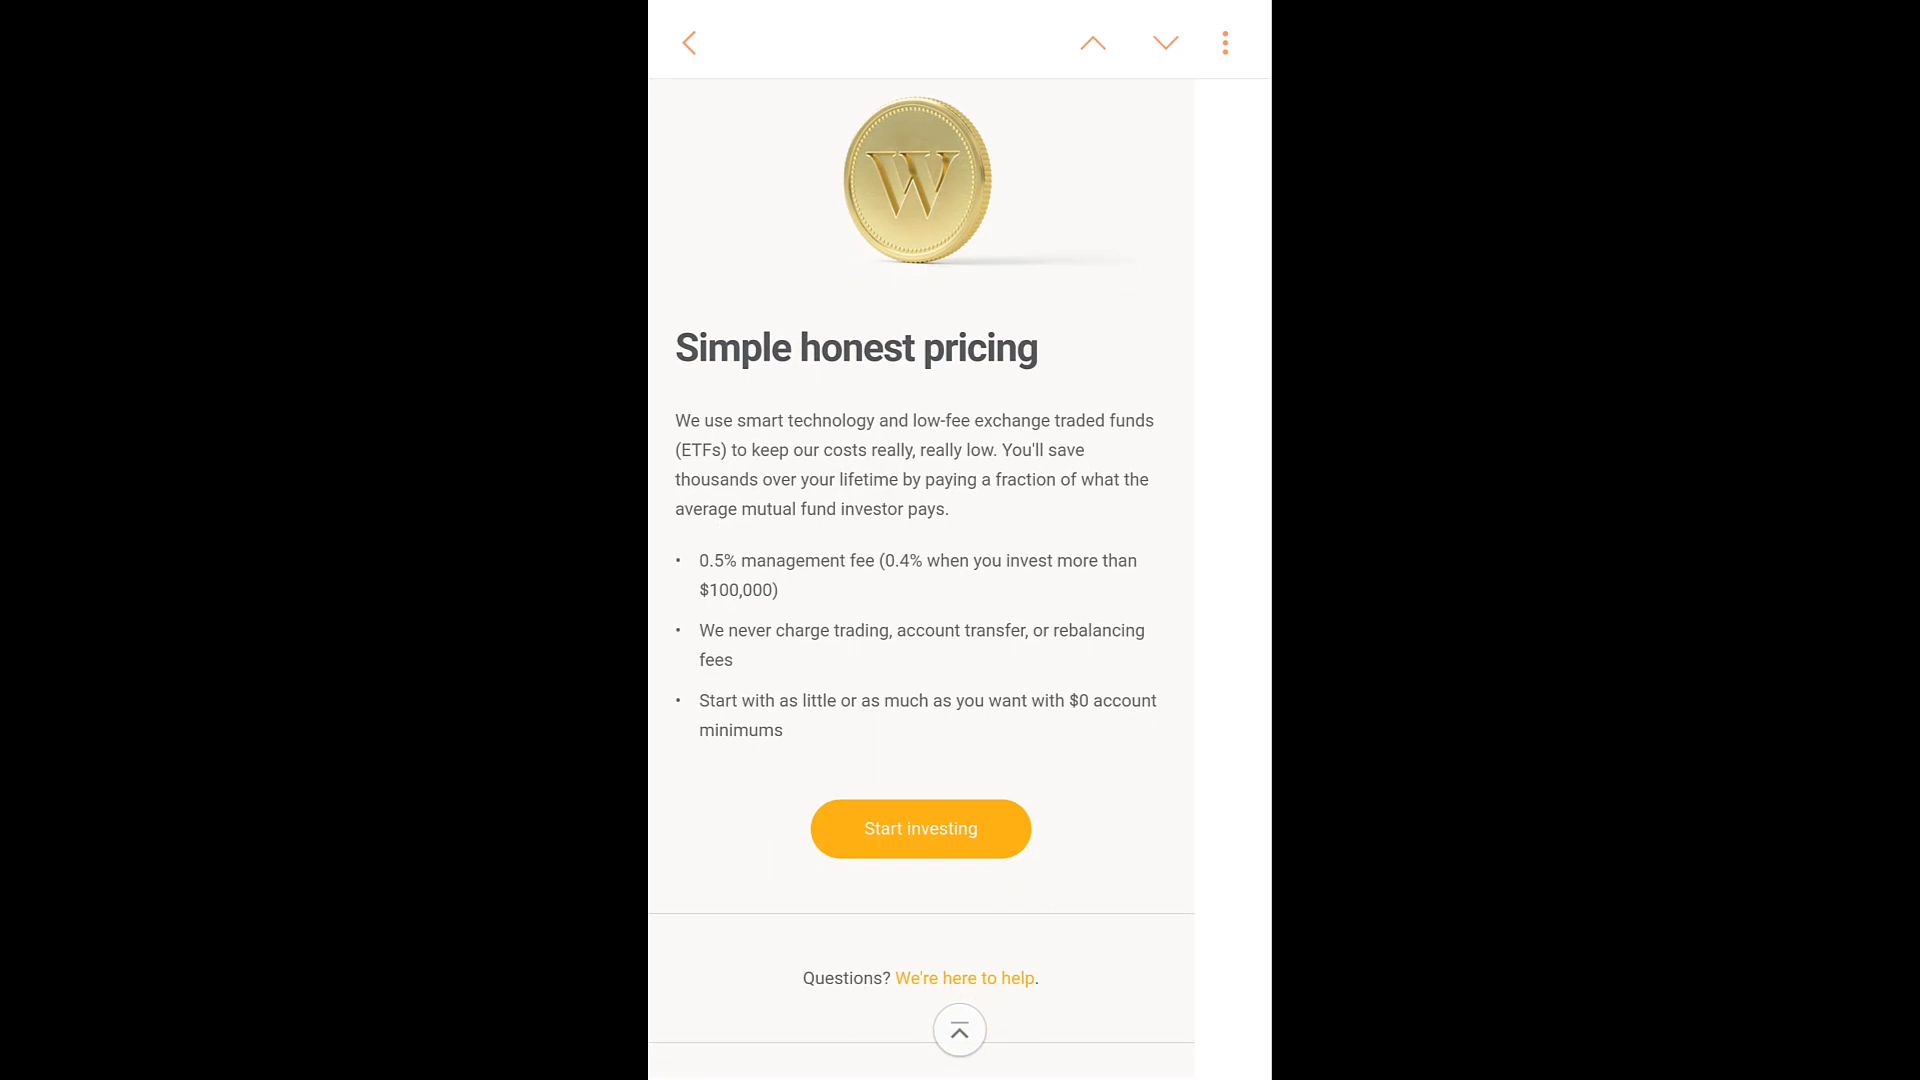 W
Simple honest pricing
We use smart technology and low-fee exchange traded funds
(ETFs) to keep our costs really, really low. You'll save
thousands over your lifetime by paying a fraction of what the
average mutual fund investor pays.
• 0.5% management fee (0.4% when you invest more than
$100,000)
• We never charge trading, account transfer, or rebalancing
fees
• Start with as little or as much as you want with $0 account
minimums
Start investing
Questions? We're here to help.